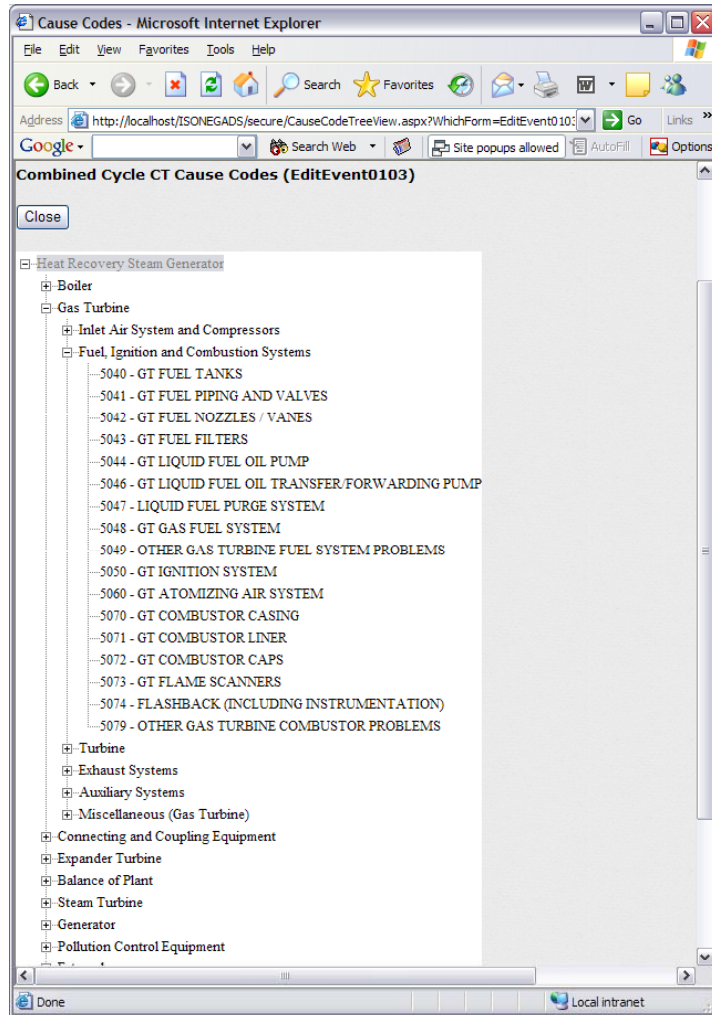 Cause Codes - Microsoft Internet Explorer
File Edit View Favorites Tools Help
Back Search Favorites
Address http://localhost/ISONEGADS/secure/CauseCodeTreeView.aspx?WhichForm=EditEvent0103 Go Links »
Google Search Web Site popups allowed AutoFill Options
Combined Cycle CT Cause Codes (EditEvent0103)
Close
Heat Recovery Steam Generator
Boiler
Gas Turbine
Inlet Air System and Compressors
Fuel, Ignition and Combustion Systems
5040 - GT FUEL TANKS
5041 - GT FUEL PIPING AND VALVES
5042 - GT FUEL NOZZLES / VANES
5043 - GT FUEL FILTERS
5044 - GT LIQUID FUEL OIL PUMP
5046 - GT LIQUID FUEL OIL TRANSFER/FORWARDING PUMP
5047 - LIQUID FUEL PURGE SYSTEM
5048 - GT GAS FUEL SYSTEM
5049 - OTHER GAS TURBINE FUEL SYSTEM PROBLEMS
5050 - GT IGNITION SYSTEM
5060 - GT ATOMIZING AIR SYSTEM
5070 - GT COMBUSTOR CASING
5071 - GT COMBUSTOR LINER
5072 - GT COMBUSTOR CAPS
5073 - GT FLAME SCANNERS
5074 - FLASHBACK (INCLUDING INSTRUMENTATION)
5079 - OTHER GAS TURBINE COMBUSTOR PROBLEMS
Turbine
Exhaust Systems
Auxiliary Systems
Miscellaneous (Gas Turbine)
Connecting and Coupling Equipment
Expander Turbine
Balance of Plant
Steam Turbine
Generator
Pollution Control Equipment
Done Local intranet